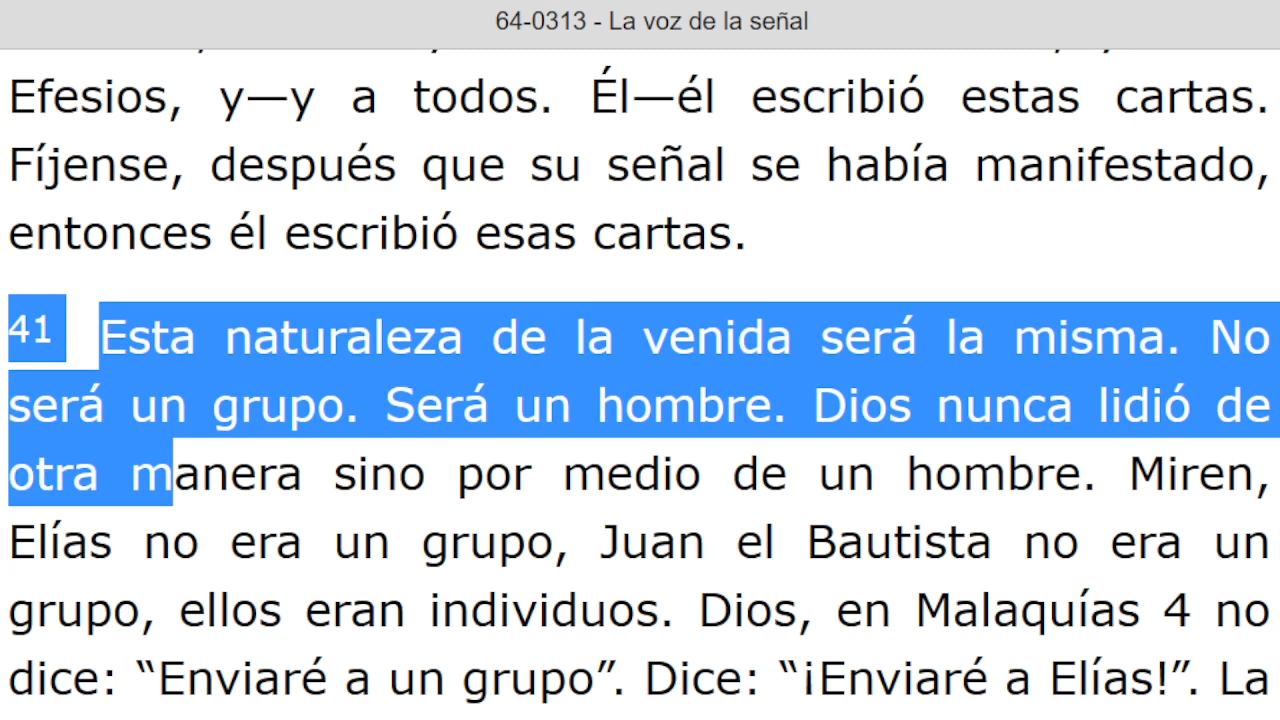 64-0313 - La voz de la señal
Efesios, y—y a todos. Él—él escribió estas cartas.
Fíjense, después que su señal se había manifestado,
entonces él escribió esas cartas.
41 Esta naturaleza de la venida será la misma. No
será un grupo. Será un hombre. Dios nunca lidió de
otra manera sino por medio de un hombre. Miren,
Elías no era un grupo, Juan el Bautista no era un
grupo, ellos eran individuos. Dios, en Malaquías 4 no
dice: “Enviaré a un grupo”. Dice: “¡Enviaré a Elías!”. La